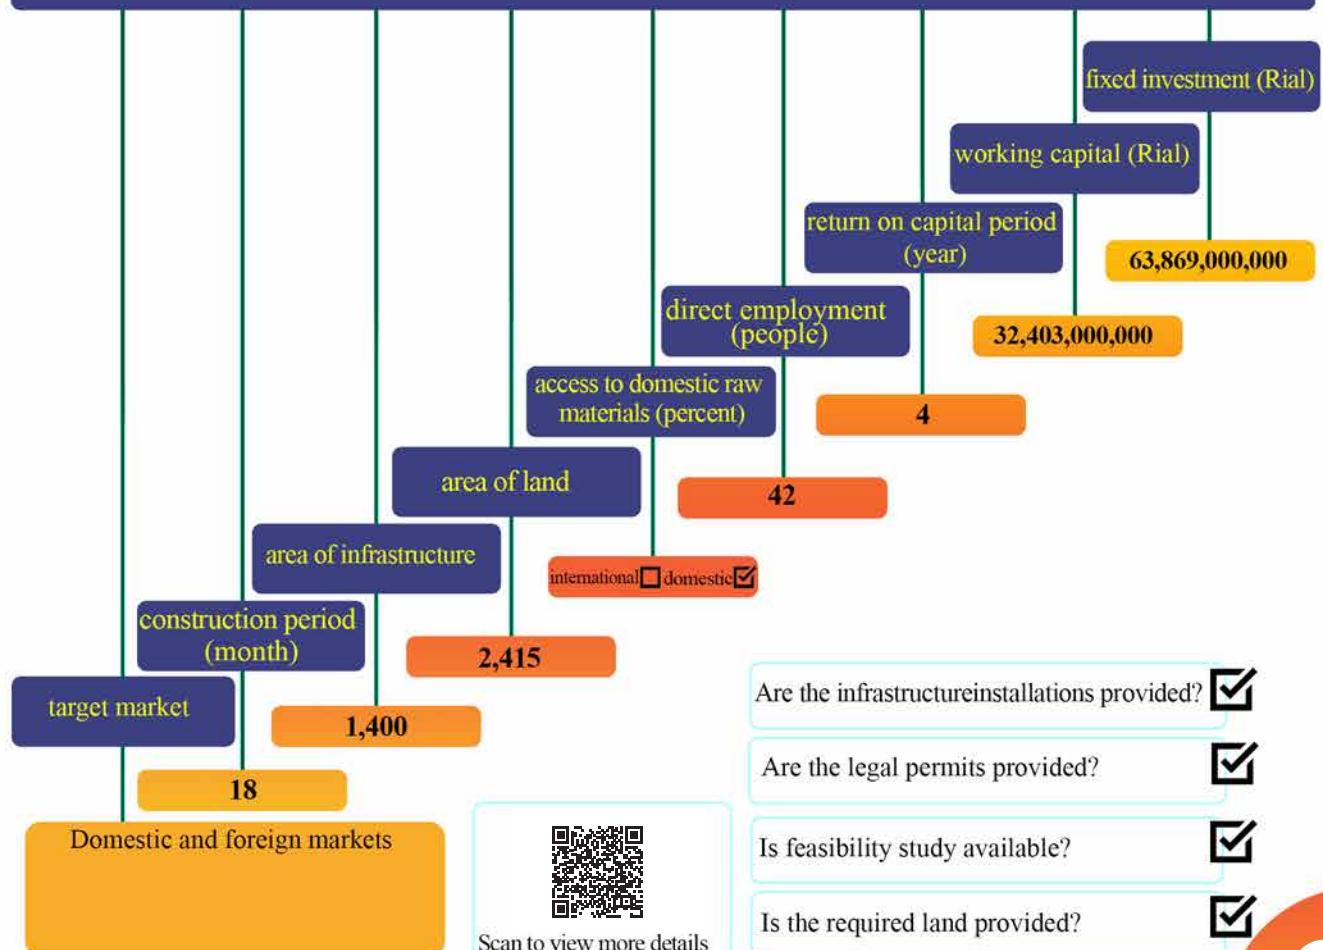 fixed investment (Rial)
63,869,000,000
working capital (Rial)
32,403,000,000
return on capital period
(year)
4
direct employment
(people)
42
access to domestic raw
materials (percent)
international domestic
area of land
2,415
area of infrastructure
1,400
construction period
(month)
18
target market
Domestic and foreign markets
Scan to view more details
Are the infrastructureinstallations provided?
Are the legal permits provided?
Is feasibility study available?
Is the required land provided?